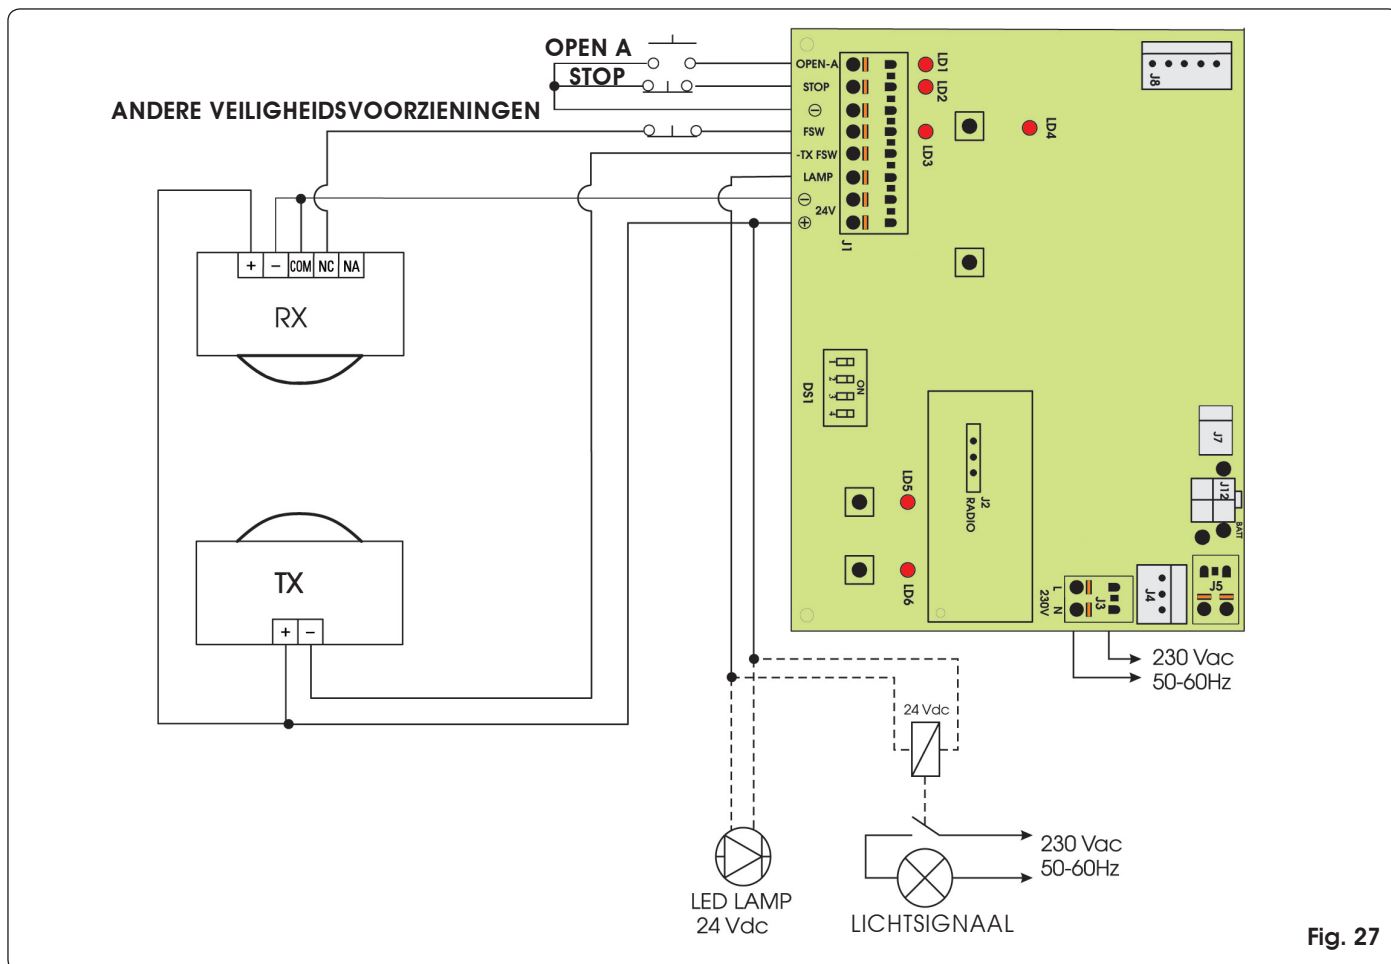 OPEN A
STOP
ANDERE VEILIGHEIDSVOORZIENINGEN
OPEN-A
STOP
⊖
FSW
-TX FSW
LAMP
⊖
24V
⊕
J1
LD1
LD2
LD3
LD4
J8
+ − COM NC NA
RX
TX
+ −
DS1
1 2 3 4
ON
LD5
LD6
J2
RADIO
J7
J12
BATT
J5
J4
J3
L N
230V
230 Vac
50-60Hz
24 Vdc
LED LAMP
24 Vdc
LICHTSIGNAAL
230 Vac
50-60Hz
Fig. 27